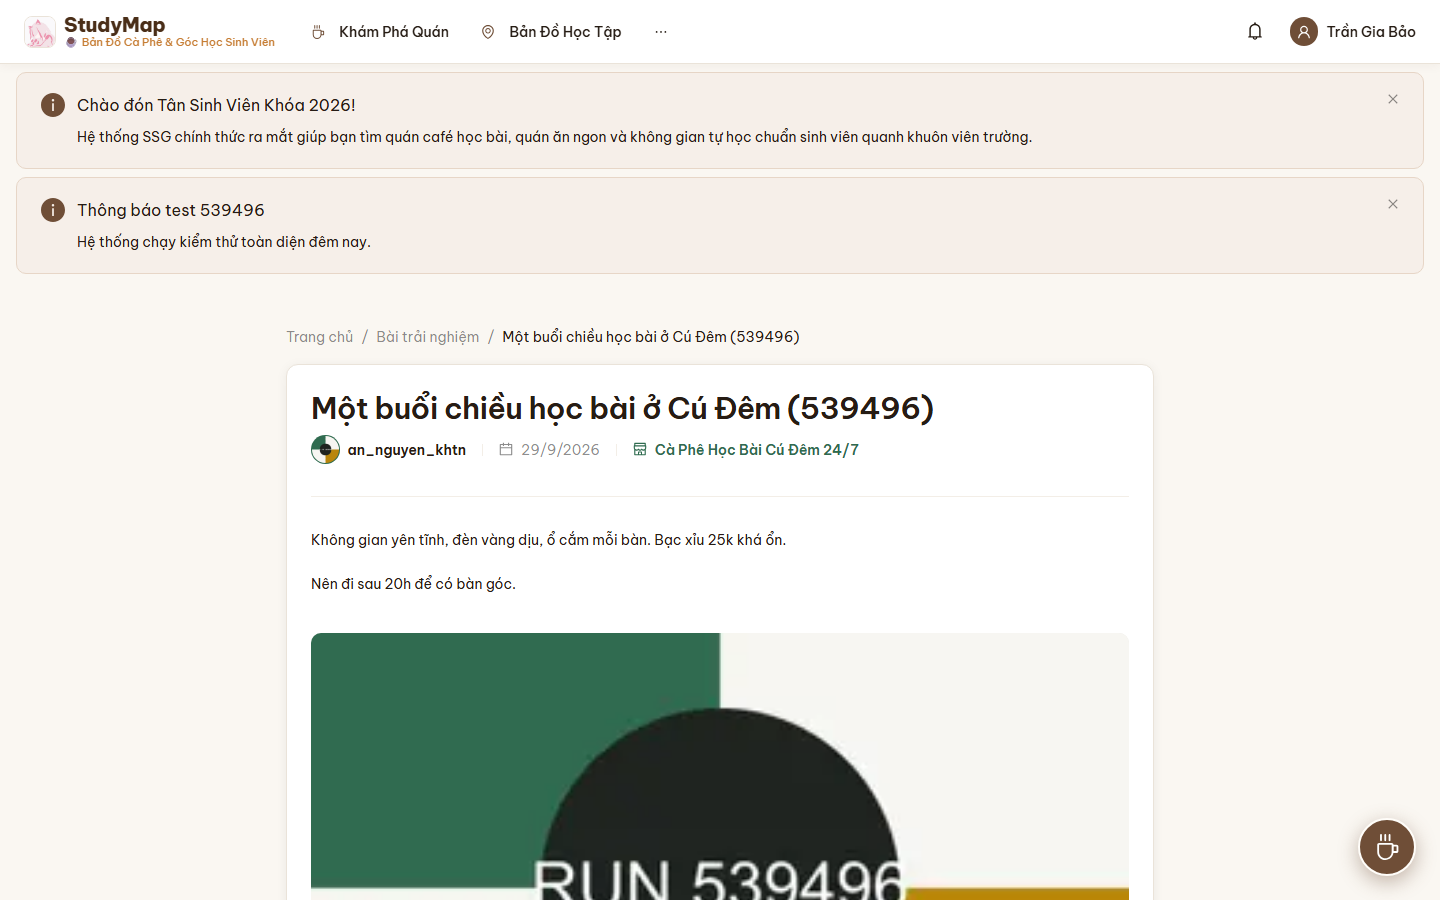 StudyMap
Bản Đồ Cà Phê & Góc Học Sinh Viên
Khám Phá Quán
Bản Đồ Học Tập
...
Trần Gia Bảo
Chào đón Tân Sinh Viên Khóa 2026!
Hệ thống SSG chính thức ra mắt giúp bạn tìm quán café học bài, quán ăn ngon và không gian tự học chuẩn sinh viên quanh khuôn viên trường.
Thông báo test 539496
Hệ thống chạy kiểm thử toàn diện đêm nay.
Trang chủ / Bài trải nghiệm / Một buổi chiều học bài ở Cú Đêm (539496)
Một buổi chiều học bài ở Cú Đêm (539496)
an_nguyen_khtn
29/9/2026
Cà Phê Học Bài Cú Đêm 24/7
Không gian yên tĩnh, đèn vàng dịu, ổ cắm mỗi bàn. Bạc xỉu 25k khá ổn.
Nên đi sau 20h để có bàn góc.
RUN 539496